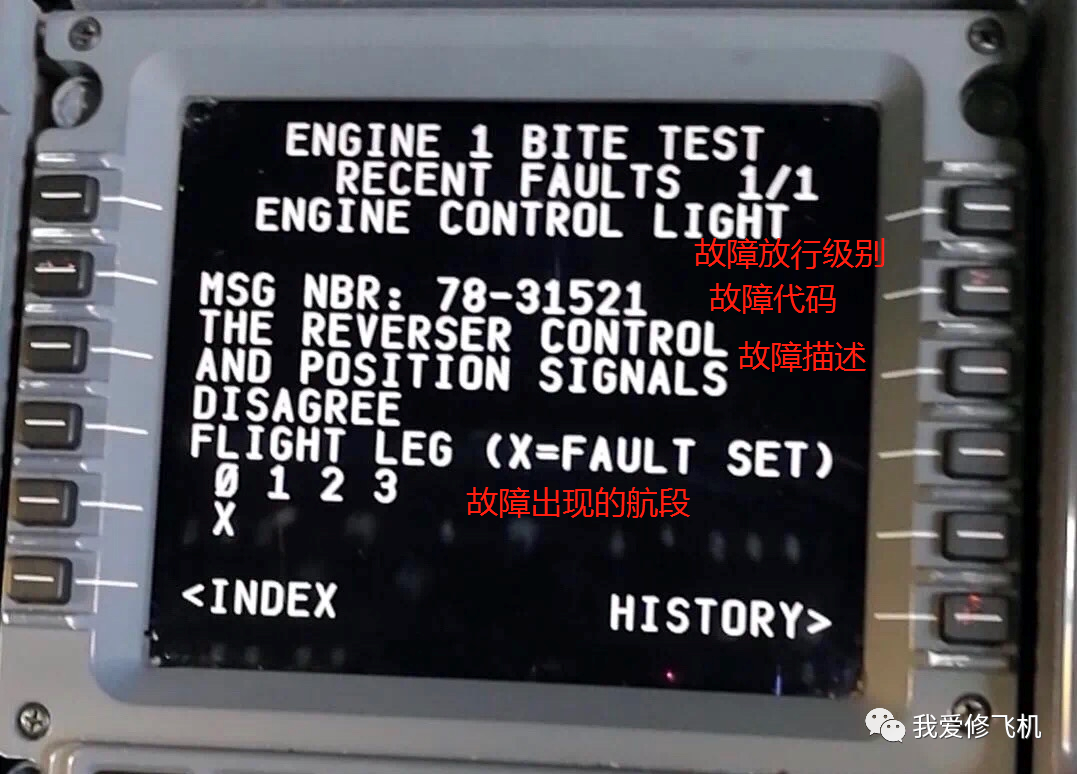 ENGINE 1 BITE TEST
RECENT FAULTS 1/1
ENGINE CONTROL LIGHT
故障放行级别
MSG NBR: 78-31521
故障代码
THE REVERSER CONTROL
AND POSITION SIGNALS
故障描述
DISAGREE
FLIGHT LEG (X=FAULT SET)
0 1 2 3
故障出现的航段
X
<INDEX
HISTORY>
我爱修飞机